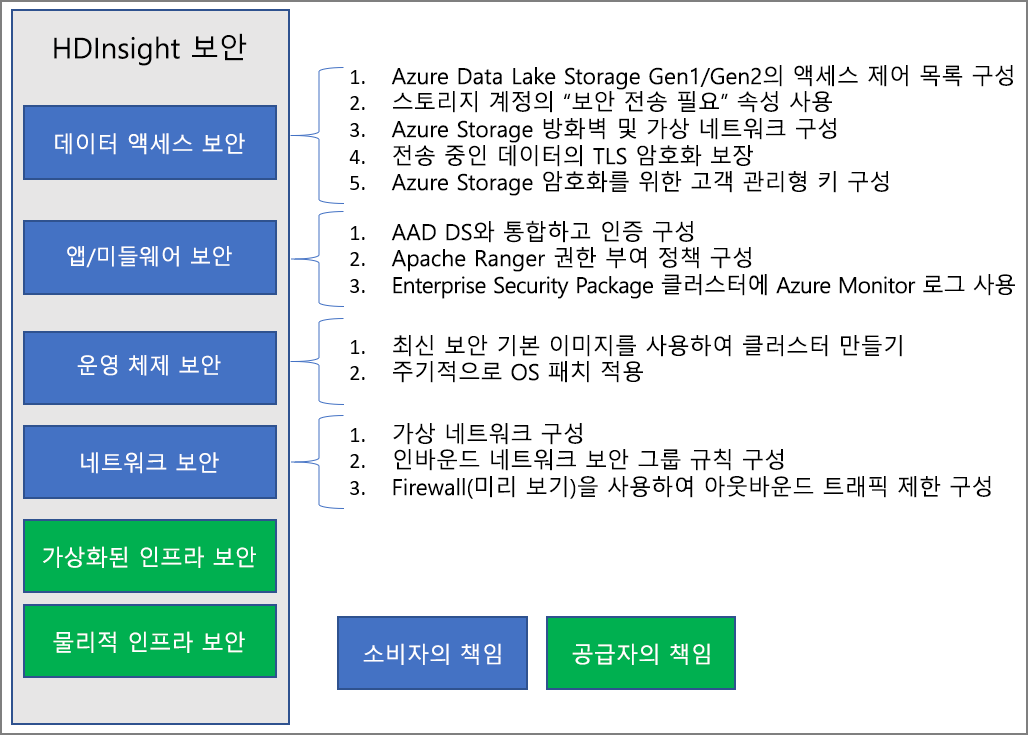 HDInsight 보안
데이터 액세스 보안
1. Azure Data Lake Storage Gen1/Gen2의 액세스 제어 목록 구성
2. 스토리지 계정의 “보안 전송 필요” 속성 사용
3. Azure Storage 방화벽 및 가상 네트워크 구성
4. 전송 중인 데이터의 TLS 암호화 보장
5. Azure Storage 암호화를 위한 고객 관리형 키 구성
앱/미들웨어 보안
1. AAD DS와 통합하고 인증 구성
2. Apache Ranger 권한 부여 정책 구성
3. Enterprise Security Package 클러스터에 Azure Monitor 로그 사용
운영 체제 보안
1. 최신 보안 기본 이미지를 사용하여 클러스터 만들기
2. 주기적으로 OS 패치 적용
네트워크 보안
1. 가상 네트워크 구성
2. 인바운드 네트워크 보안 그룹 규칙 구성
3. Firewall(미리 보기)을 사용하여 아웃바운드 트래픽 제한 구성
가상화된 인프라 보안
물리적 인프라 보안
소비자의 책임
공급자의 책임